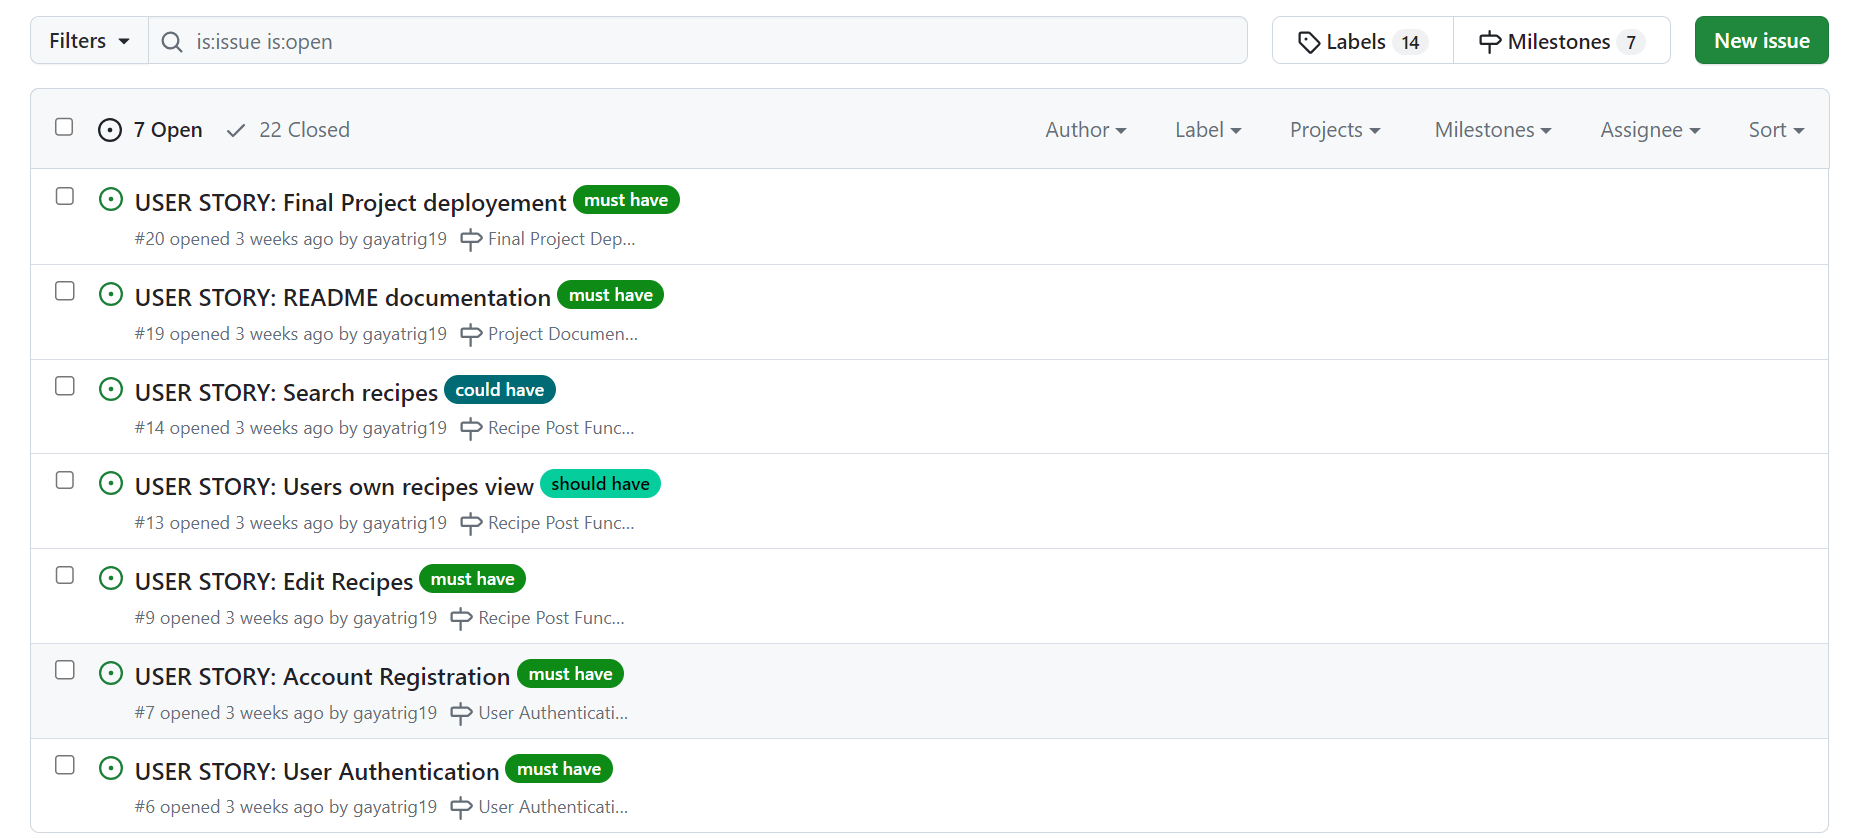 Filters is:issue is:open Labels 14 Milestones 7 New issue
7 Open 22 Closed Author Label Projects Milestones Assignee Sort
USER STORY: Final Project deployement must have
#20 opened 3 weeks ago by gayatrig19 Final Project Dep...
USER STORY: README documentation must have
#19 opened 3 weeks ago by gayatrig19 Project Documen...
USER STORY: Search recipes could have
#14 opened 3 weeks ago by gayatrig19 Recipe Post Func...
USER STORY: Users own recipes view should have
#13 opened 3 weeks ago by gayatrig19 Recipe Post Func...
USER STORY: Edit Recipes must have
#9 opened 3 weeks ago by gayatrig19 Recipe Post Func...
USER STORY: Account Registration must have
#7 opened 3 weeks ago by gayatrig19 User Authenticati...
USER STORY: User Authentication must have
#6 opened 3 weeks ago by gayatrig19 User Authenticati...